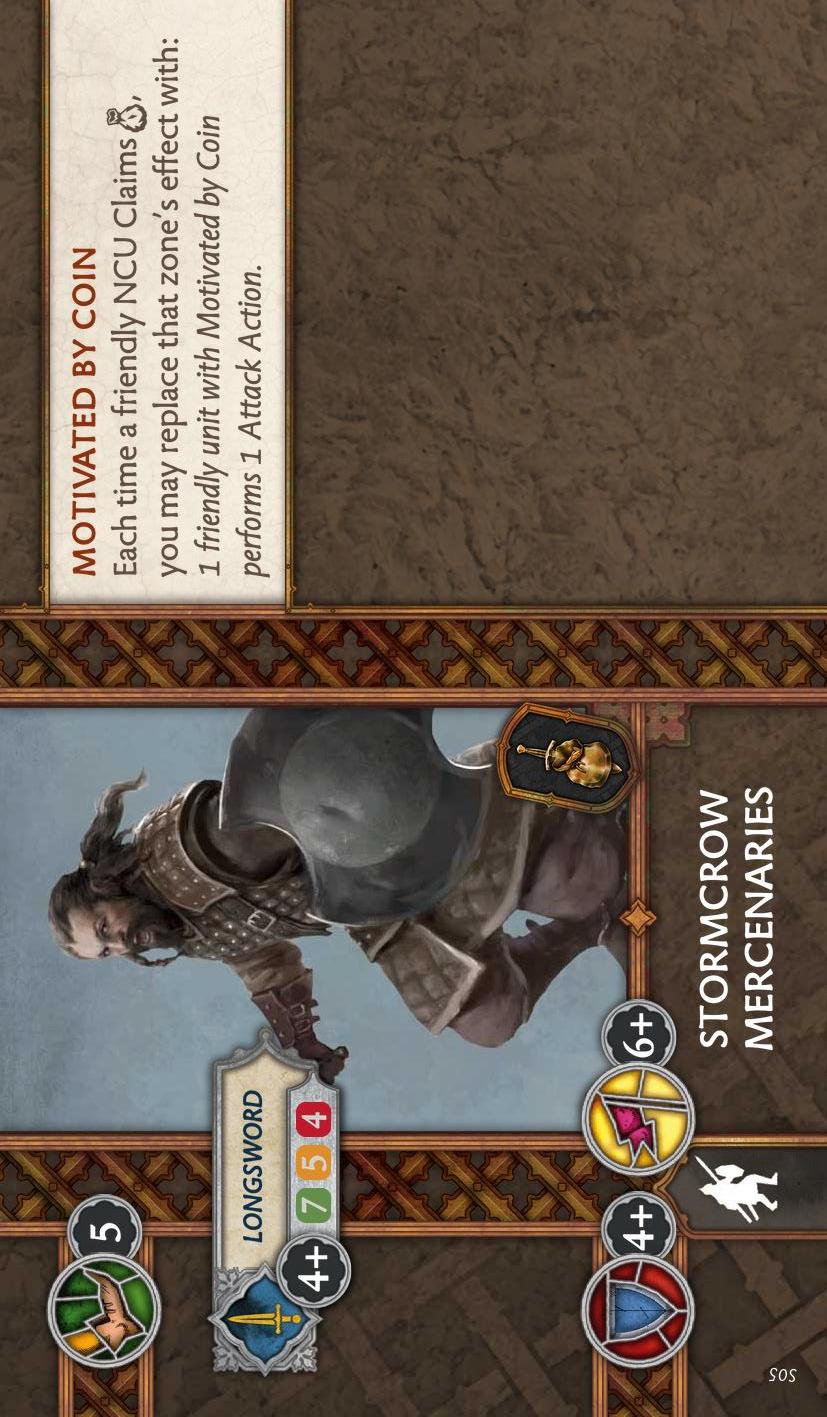 5
LONGSWORD
4+
7 5 4
4+
6+
STORMCROW
MERCENARIES
MOTIVATED BY COIN
Each time a friendly NCU Claims ,
you may replace that zone's effect with:
1 friendly unit with Motivated by Coin
performs 1 Attack Action.
S05